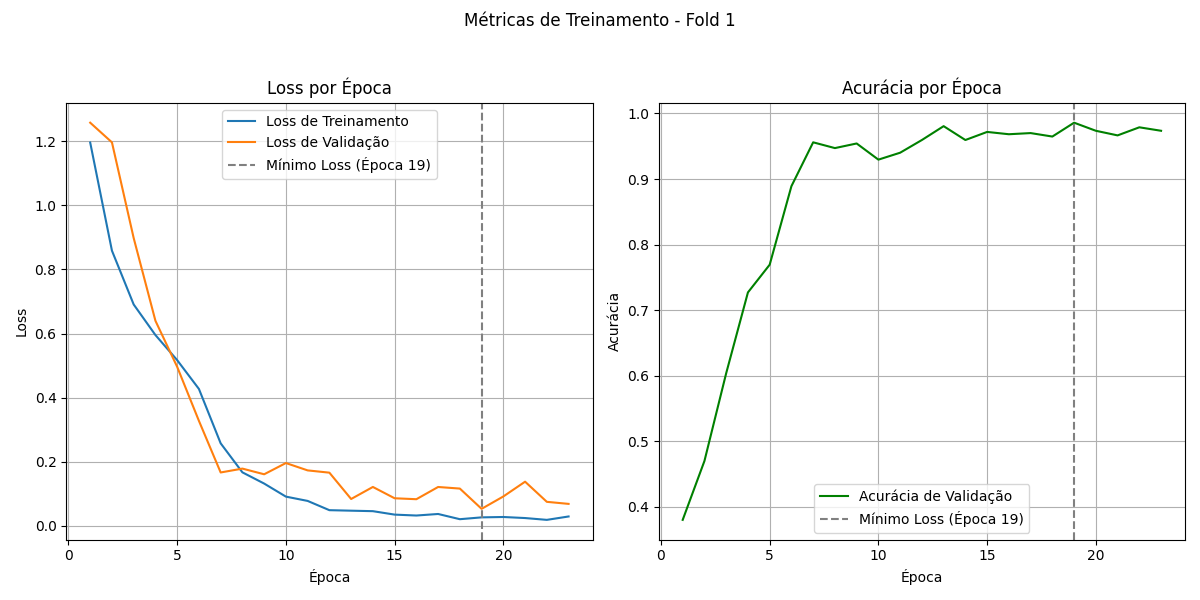 Métricas de Treinamento - Fold 1
Loss por Época
Loss de Treinamento
Loss de Validação
Mínimo Loss (Época 19)
1.2
1.0
0.8
0.6
0.4
0.2
0.0
Loss
0 5 10 15 20
Época
Acurácia por Época
1.0
0.9
0.8
0.7
0.6
0.5
0.4
Acurácia
Acurácia de Validação
Mínimo Loss (Época 19)
0 5 10 15 20
Época